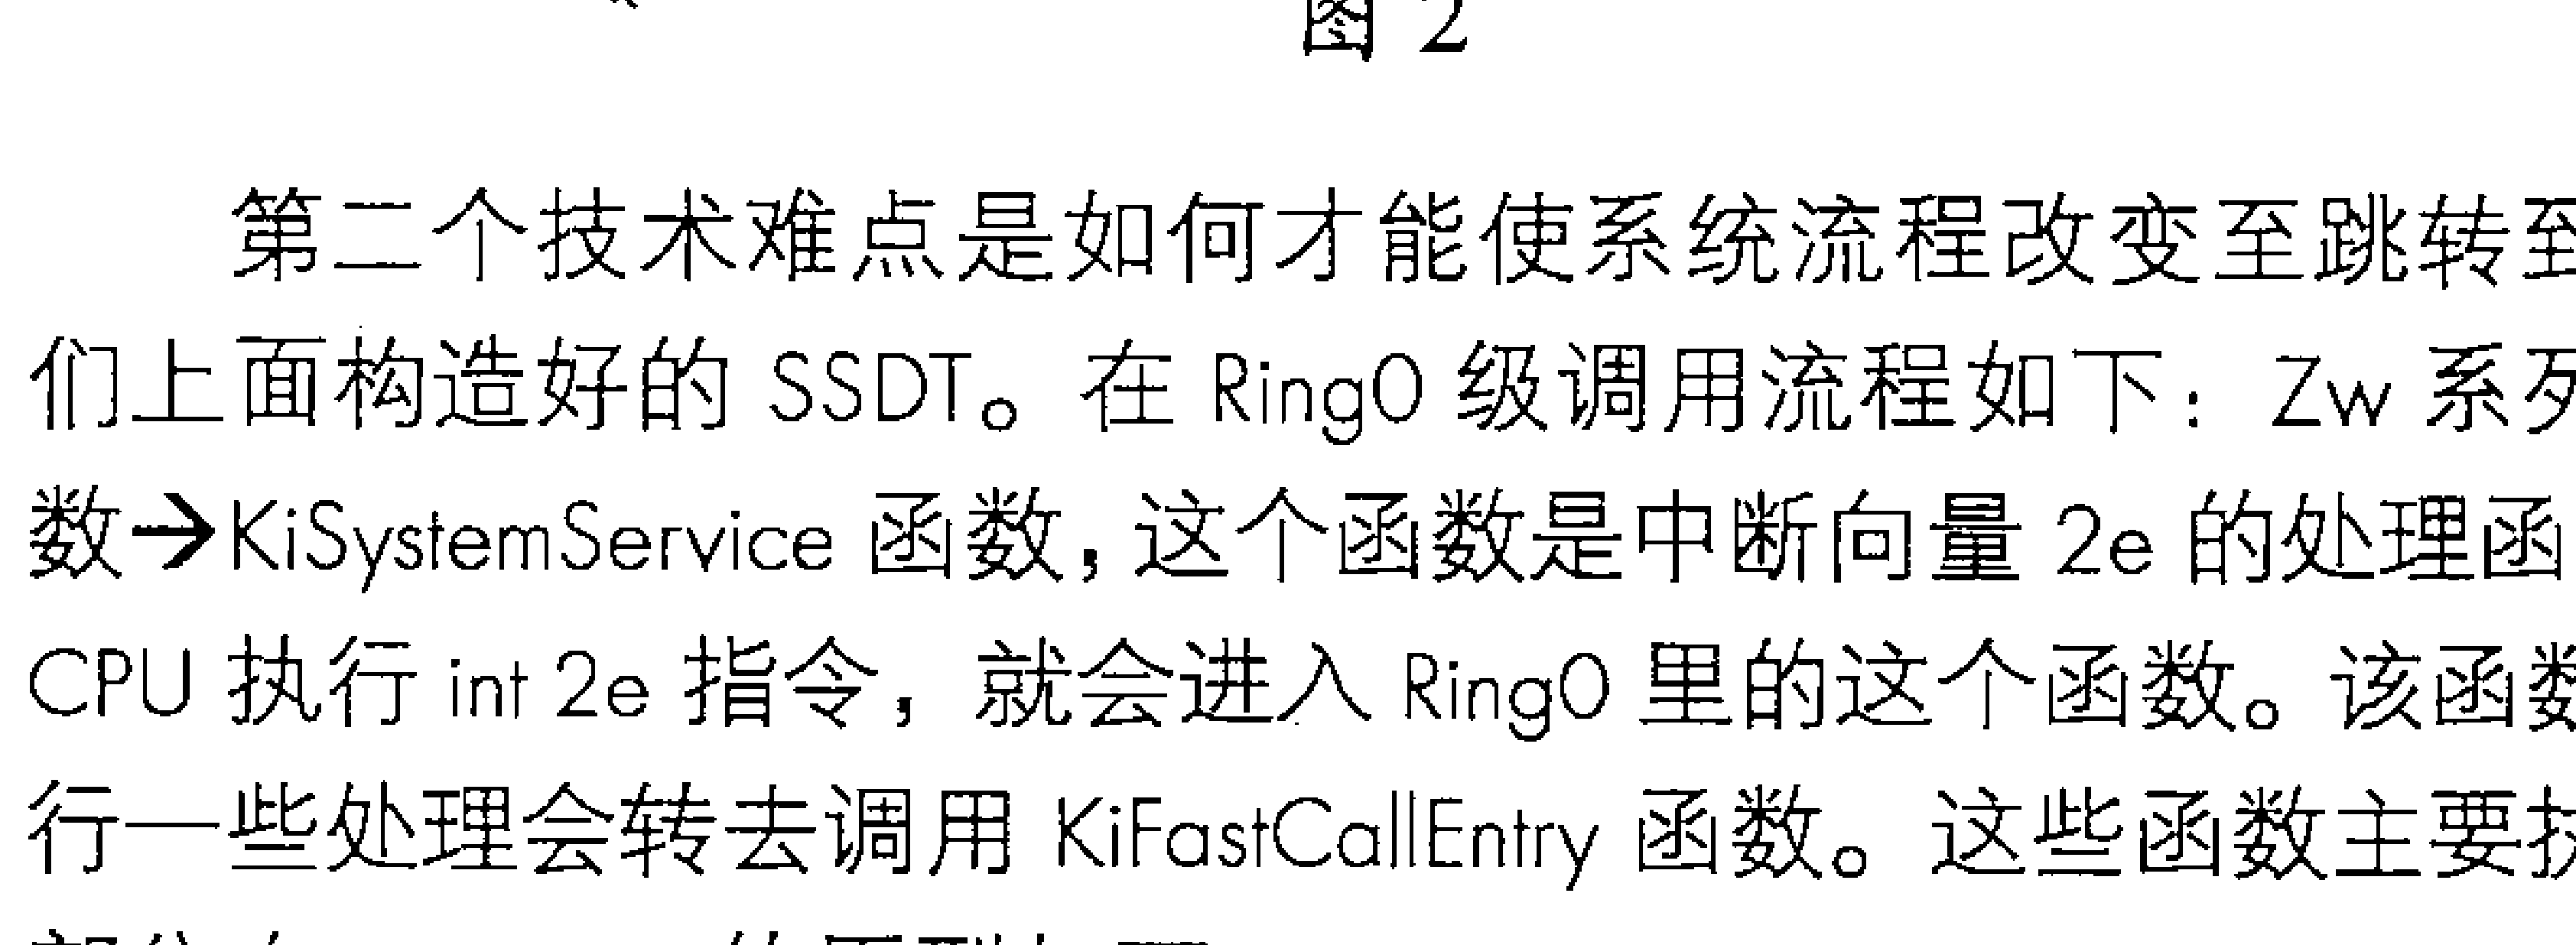 图 2
第二个技术难点是如何才能使系统流程改变至跳转到
们上面构造好的 SSDT。在 Ring0 级调用流程如下：Zw 系列
数→KiSystemService 函数，这个函数是中断向量 2e 的处理函
CPU 执行 int 2e 指令，就会进入 Ring0 里的这个函数。该函数
行一些处理会转去调用 KiFastCallEntry 函数。这些函数主要执